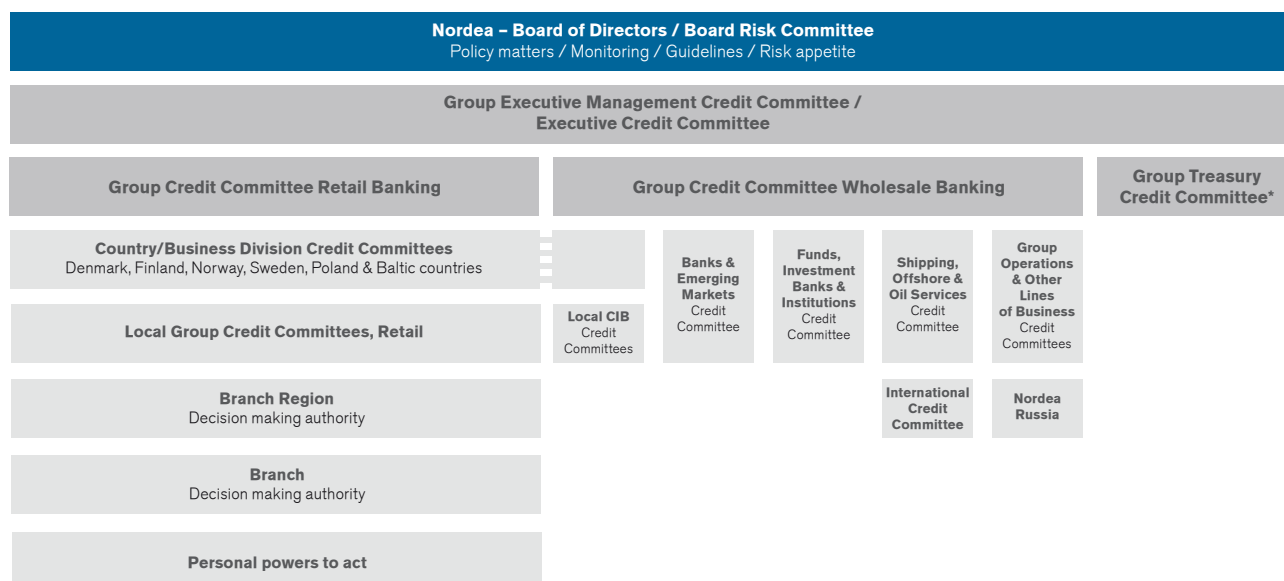 Nordea – Board of Directors / Board Risk Committee
Policy matters / Monitoring / Guidelines / Risk appetite
Group Executive Management Credit Committee /
Executive Credit Committee
Group Credit Committee Retail Banking
Group Credit Committee Wholesale Banking
Group Treasury
Credit Committee*
Country/Business Division Credit Committees
Denmark, Finland, Norway, Sweden, Poland & Baltic countries
Local Group Credit Committees, Retail
Local CIB
Credit
Committees
Banks &
Emerging
Markets
Credit
Committee
Funds,
Investment
Banks &
Institutions
Credit
Committee
Shipping,
Offshore &
Oil Services
Credit
Committee
Group
Operations
& Other
Lines
of Business
Credit
Committees
Branch Region
Decision making authority
International
Credit
Committee
Nordea
Russia
Branch
Decision making authority
Personal powers to act